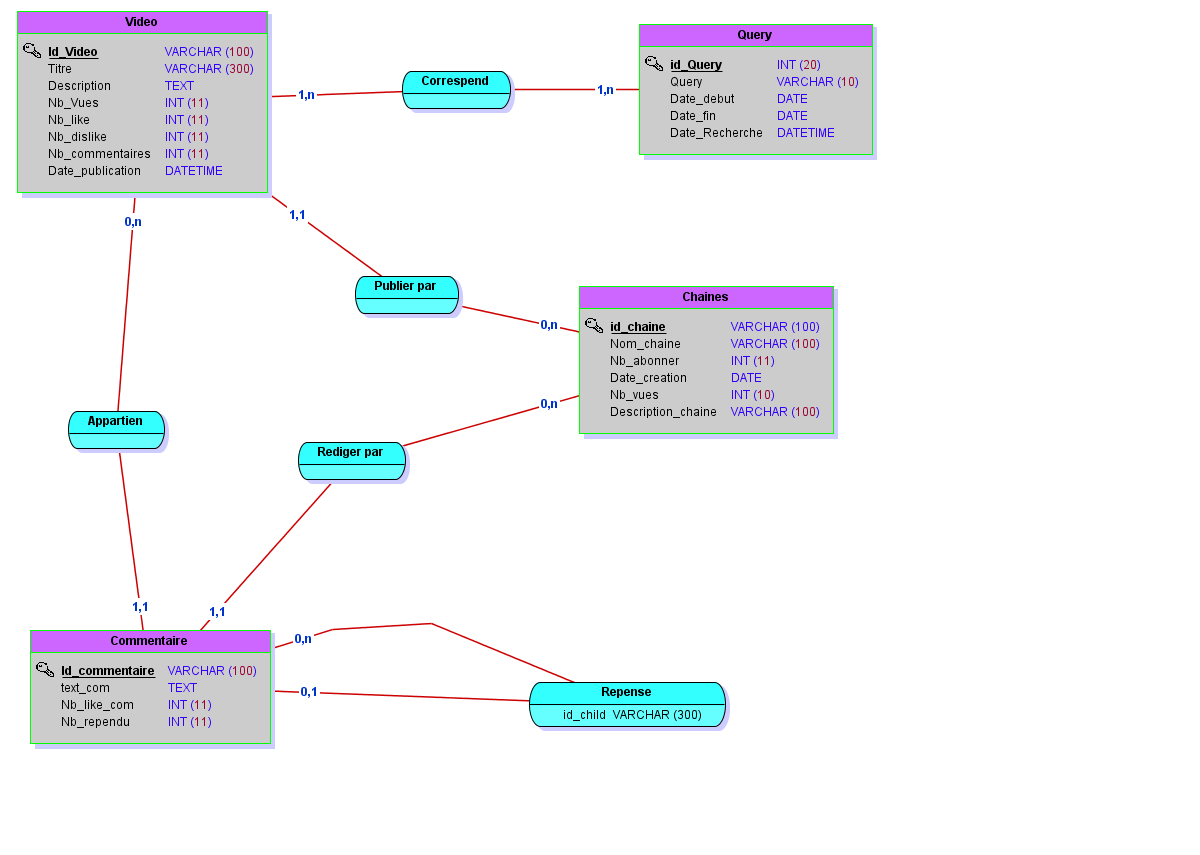 Video
Id_Video VARCHAR (100)
Titre VARCHAR (300)
Description TEXT
Nb_Vues INT (11)
Nb_like INT (11)
Nb_dislike INT (11)
Nb_commentaires INT (11)
Date_publication DATETIME
Query
id_Query INT (20)
Query VARCHAR (10)
Date_debut DATE
Date_fin DATE
Date_Recherche DATETIME
1,n
Correspend
1,n
0,n
1,1
Publier par
0,n
Chaines
id_chaine VARCHAR (100)
Nom_chaine VARCHAR (100)
Nb_abonner INT (11)
Date_creation DATE
Nb_vues INT (10)
Description_chaine VARCHAR (100)
0,n
Appartien
Rediger par
1,1
1,1
Commentaire
Id_commentaire VARCHAR (100)
text_com TEXT
Nb_like_com INT (11)
Nb_rependu INT (11)
0,n
0,1
Repense
id_child VARCHAR (300)